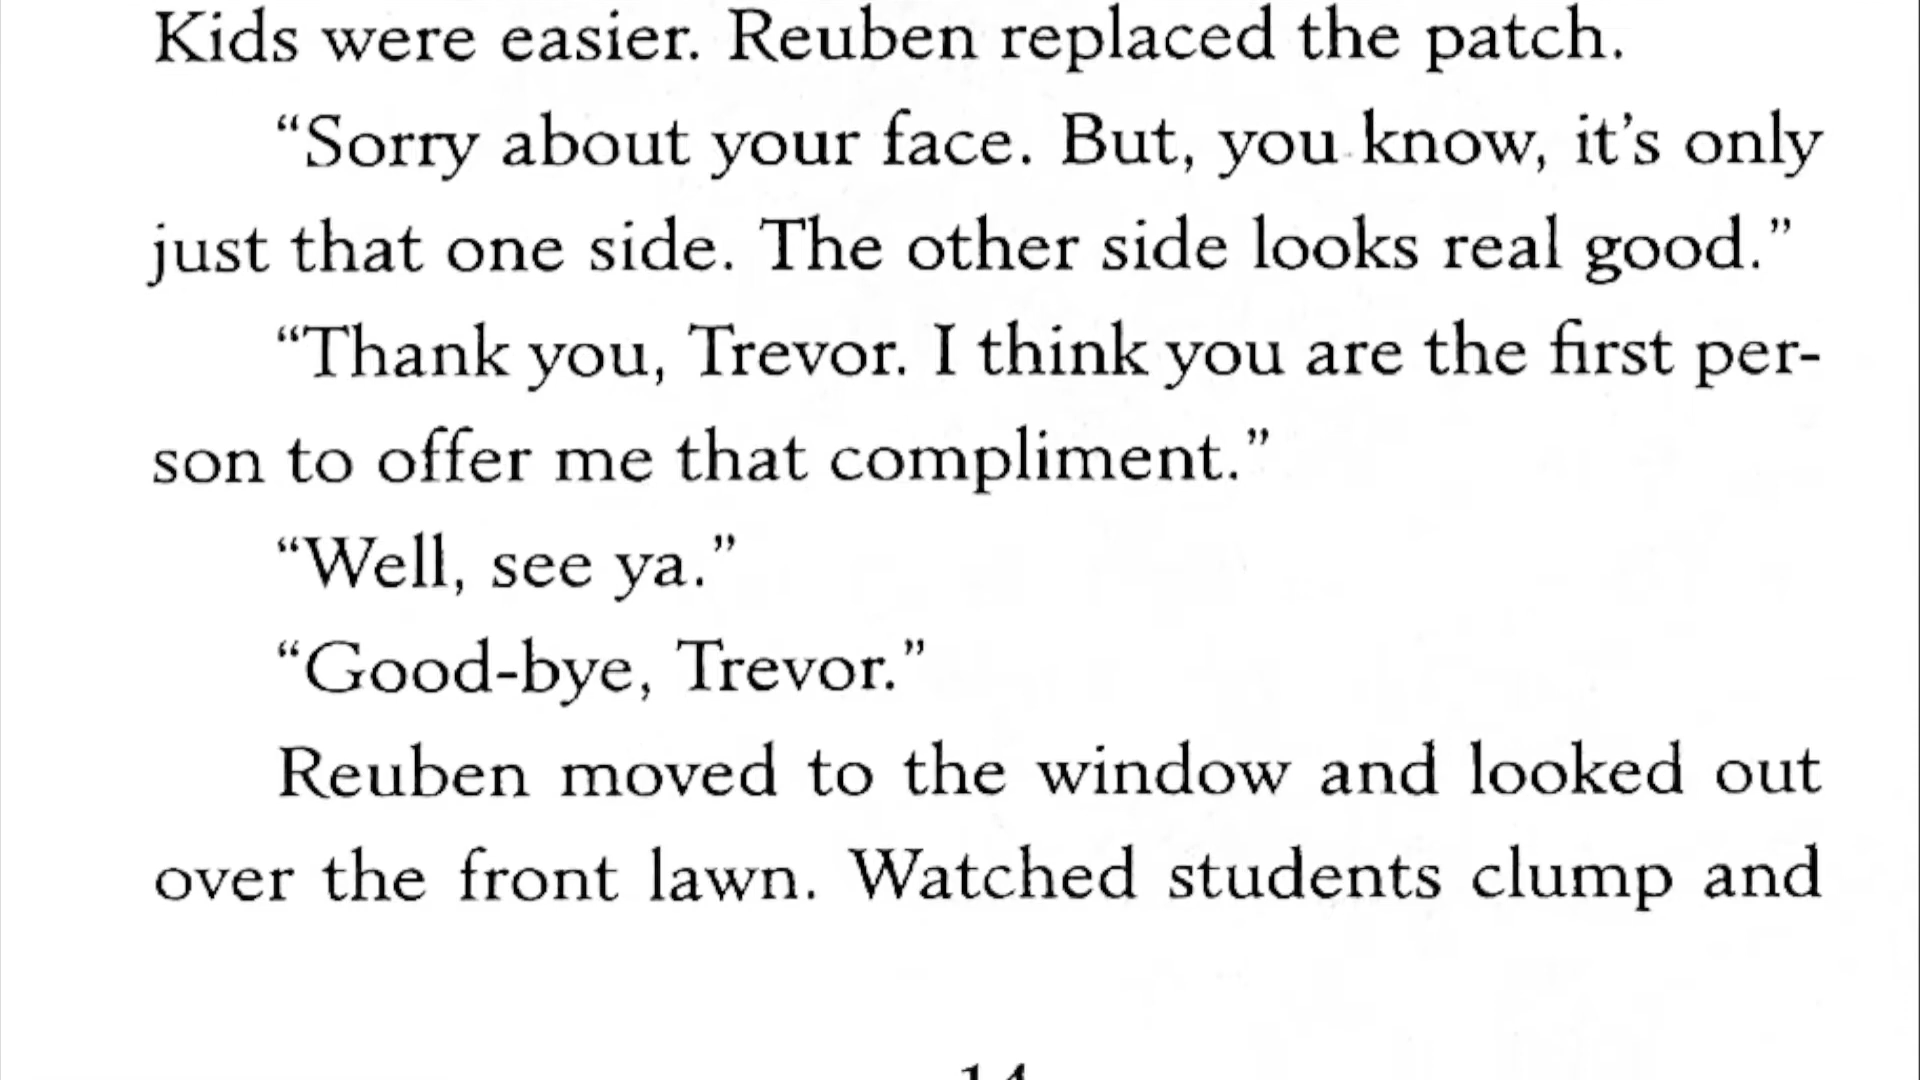 Kids were easier. Reuben replaced the patch.
“Sorry about your face. But, you know, it’s only
just that one side. The other side looks real good.”
“Thank you, Trevor. I think you are the first per-
son to offer me that compliment.”
“Well, see ya.”
“Good-bye, Trevor.”
Reuben moved to the window and looked out
over the front lawn. Watched students clump and
14